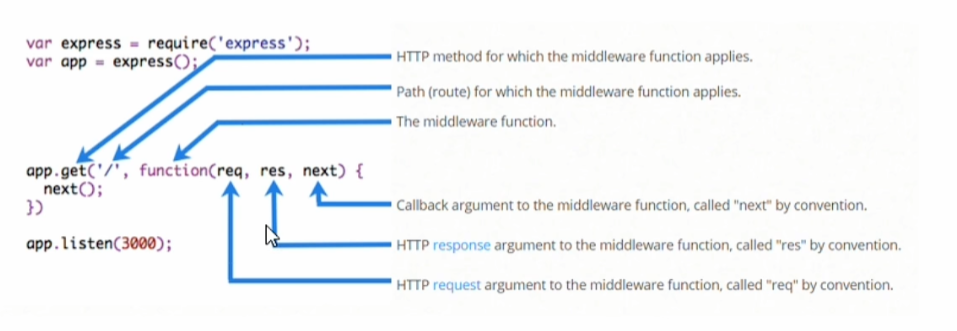 var express = require('express');
var app = express();
HTTP method for which the middleware function applies.
Path (route) for which the middleware function applies.
The middleware function.
app.get('/', function(req, res, next) {
next();
})
Callback argument to the middleware function, called "next" by convention.
app.listen(3000);
HTTP response argument to the middleware function, called "res" by convention.
HTTP request argument to the middleware function, called "req" by convention.